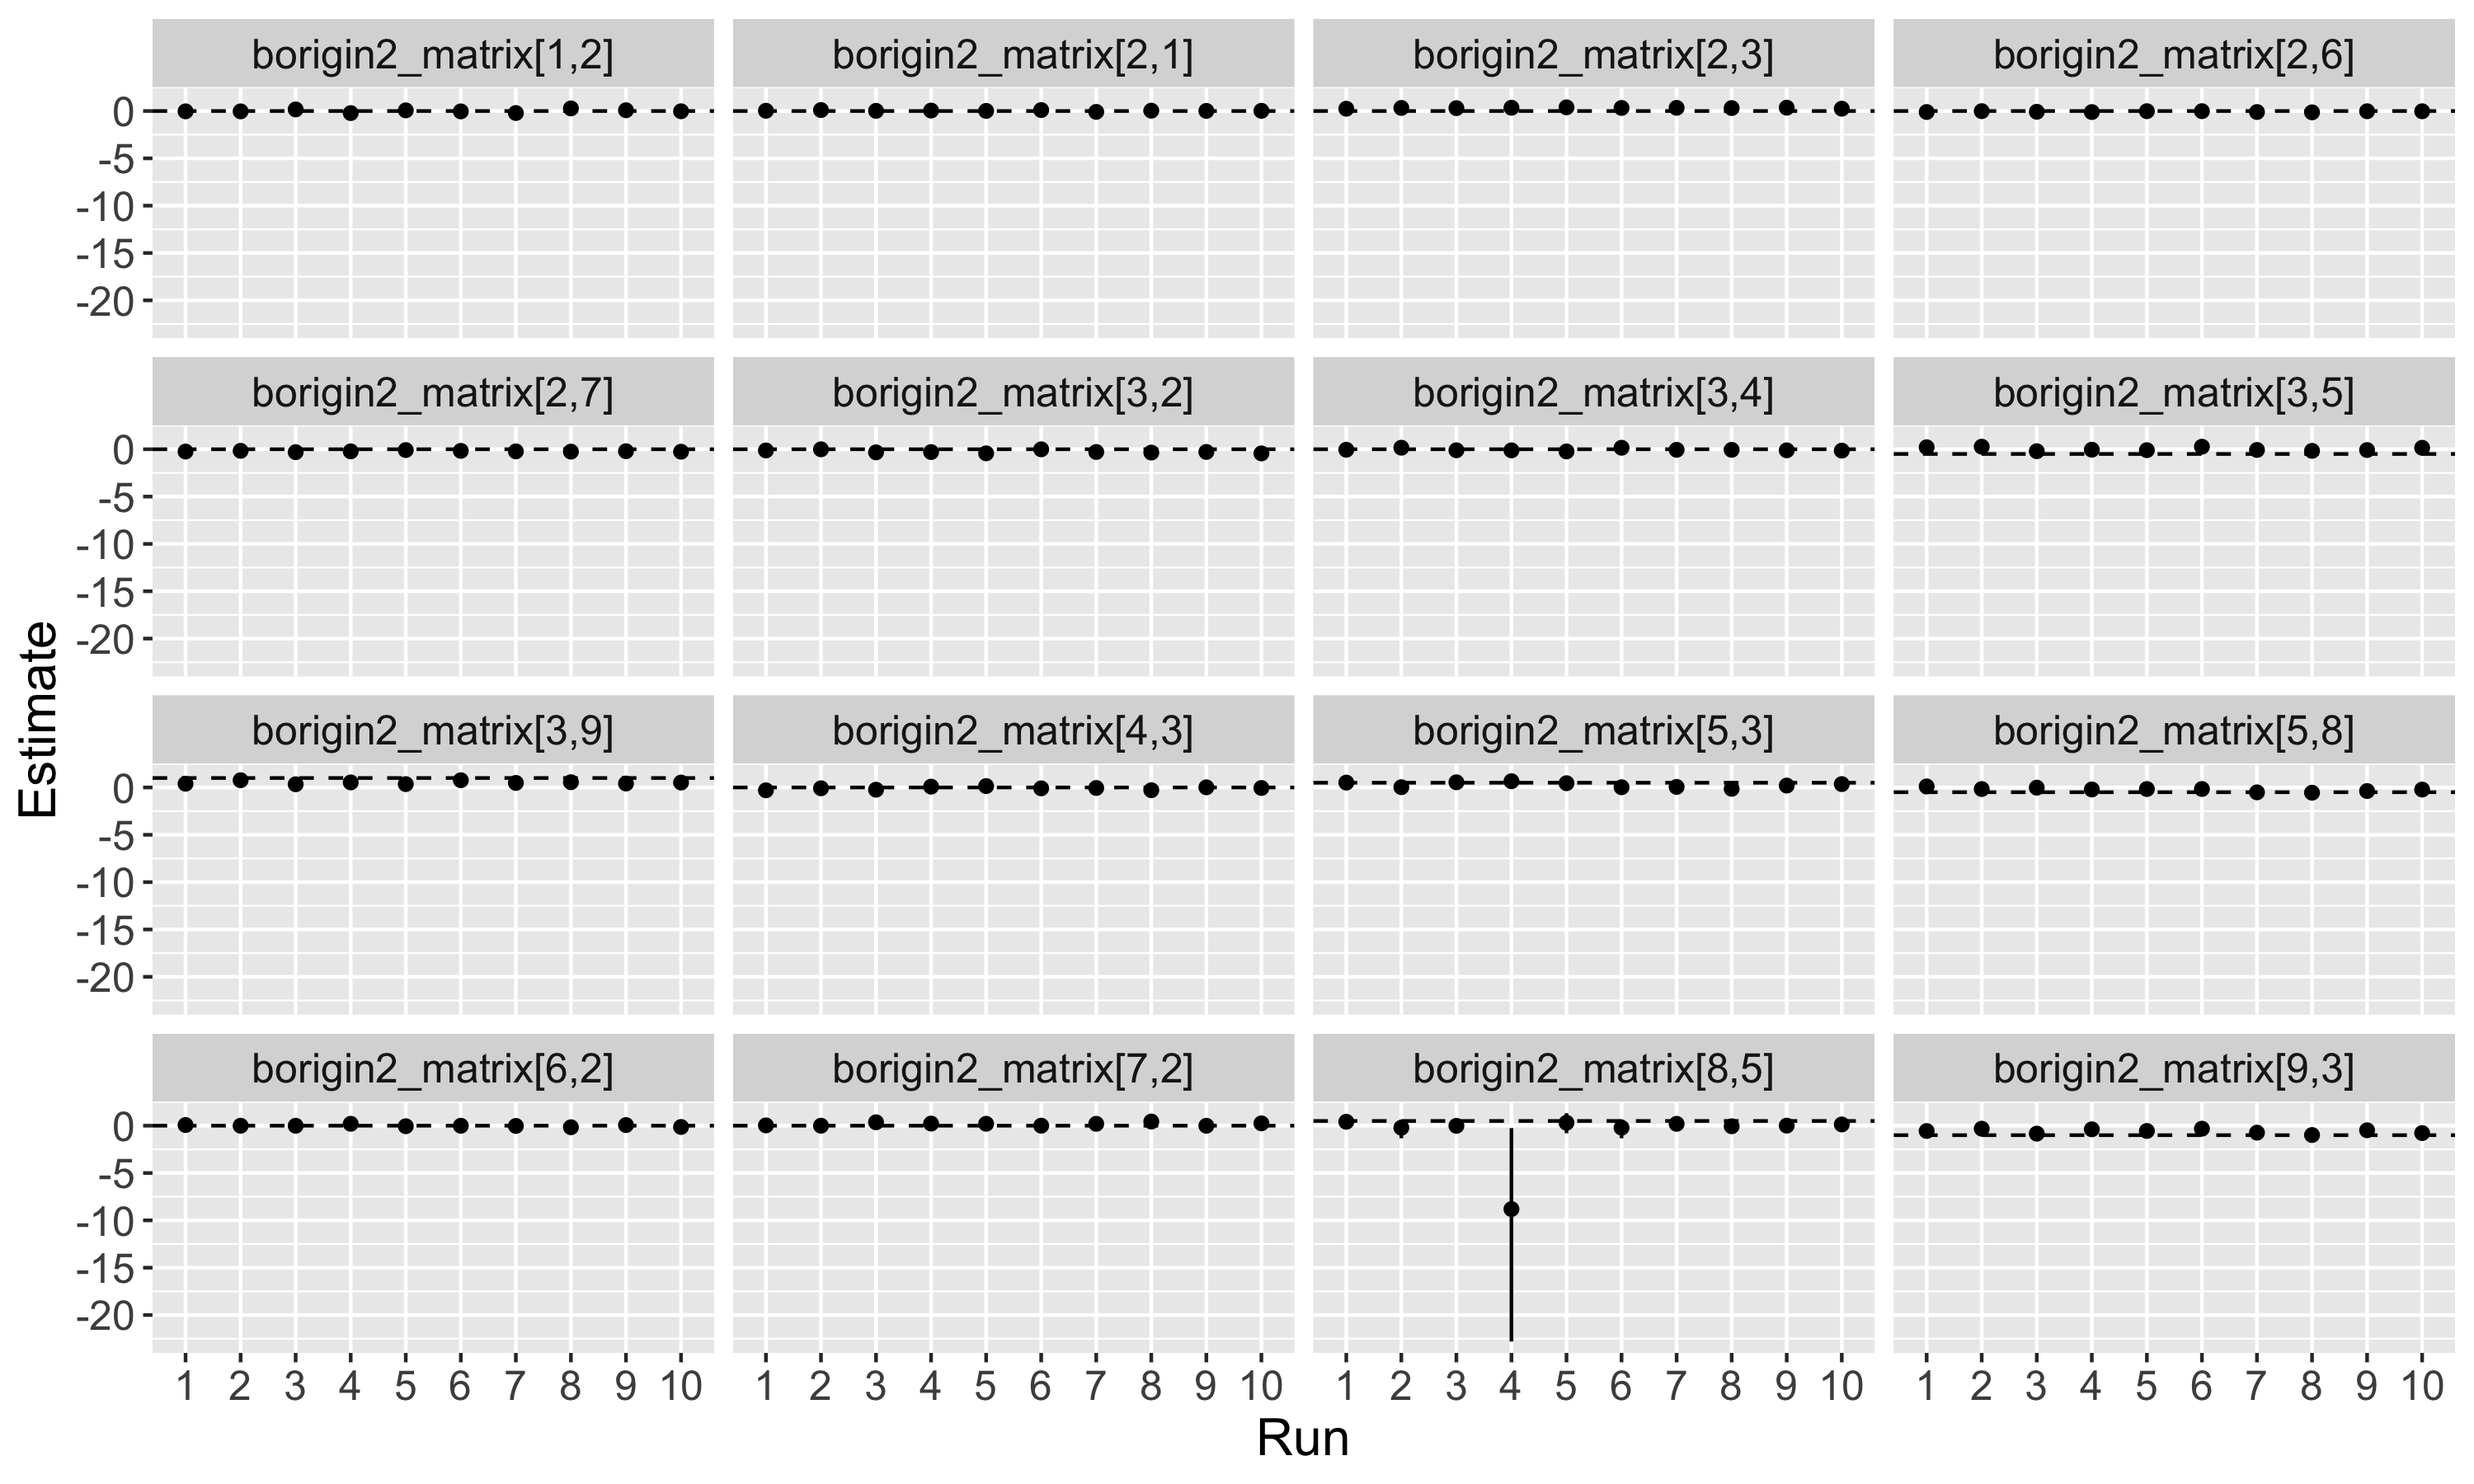 borigin2_matrix[1,2] borigin2_matrix[2,1] borigin2_matrix[2,3] borigin2_matrix[2,6]
0
-5
-10
-15
-20
borigin2_matrix[2,7] borigin2_matrix[3,2] borigin2_matrix[3,4] borigin2_matrix[3,5]
0
-5
-10
-15
-20
Estimate
borigin2_matrix[3,9] borigin2_matrix[4,3] borigin2_matrix[5,3] borigin2_matrix[5,8]
0
-5
-10
-15
-20
borigin2_matrix[6,2] borigin2_matrix[7,2] borigin2_matrix[8,5] borigin2_matrix[9,3]
0
-5
-10
-15
-20
1 2 3 4 5 6 7 8 9 10 1 2 3 4 5 6 7 8 9 10 1 2 3 4 5 6 7 8 9 10 1 2 3 4 5 6 7 8 9 10
Run